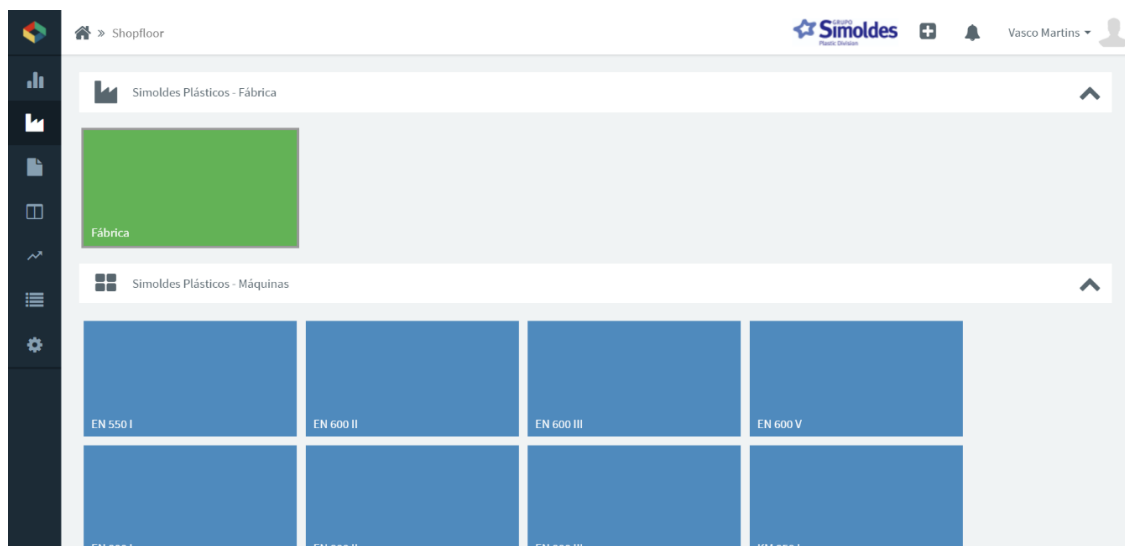 » Shopfloor
GRUPO
Simoldes
Plastic Division
Vasco Martins
Simoldes Plásticos - Fábrica
Fábrica
Simoldes Plásticos - Máquinas
EN 550 I
EN 600 II
EN 600 III
EN 600 V